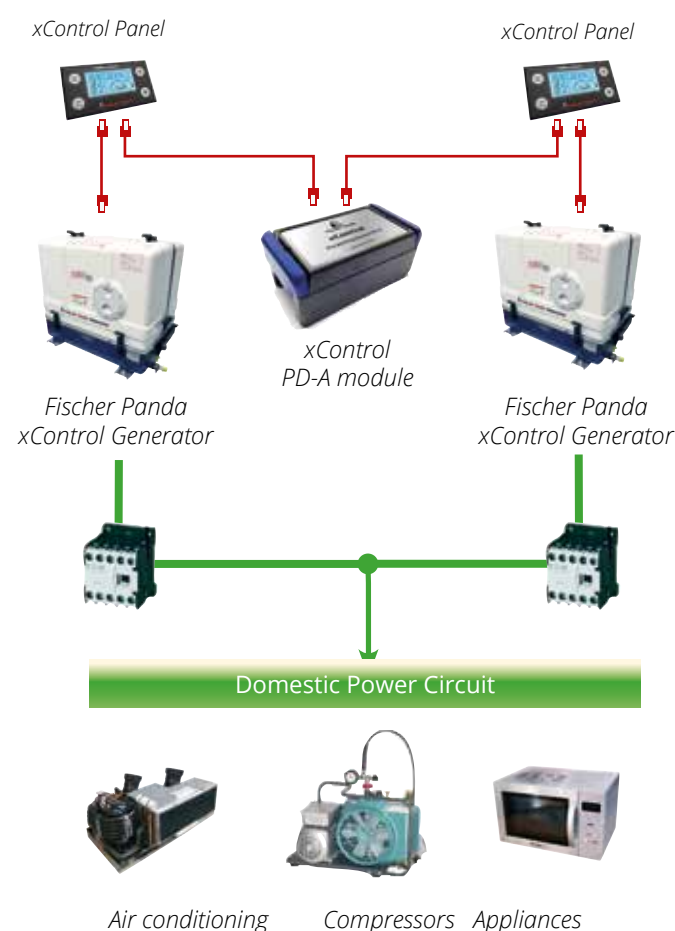 xControl Panel
xControl Panel
xControl
xControl
PD-A module
Fischer Panda
xControl Generator
Fischer Panda
xControl Generator
Domestic Power Circuit
Air conditioning
Compressors
Appliances